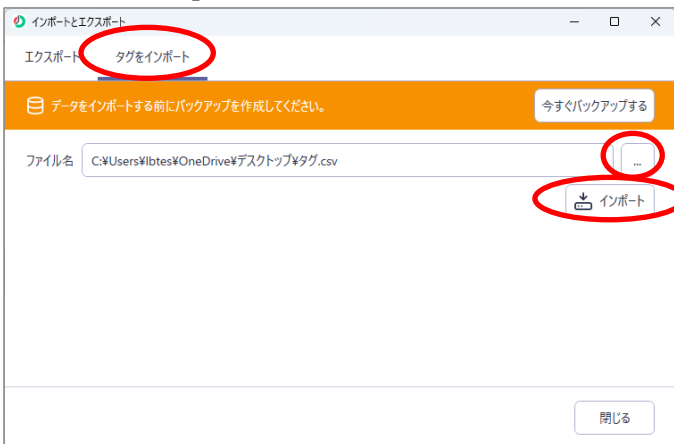 インポートとエクスポート
エクスポート タグをインポート
データをインポートする前にバックアップを作成してください。 今すぐバックアップする
ファイル名 C:¥Users¥lbtes¥OneDrive¥デスクトップ¥タグ.csv ...
インポート
閉じる